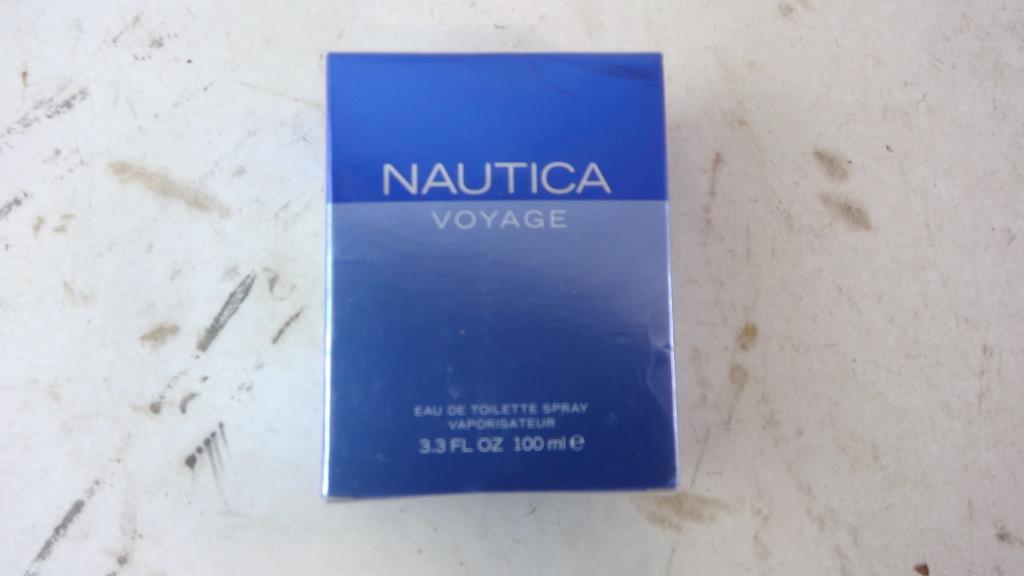 NAUTICA
VOYAGE
EAU DE TOILETTE SPRAY
VAPORISATEUR
3.3 FL OZ 100 ml ℮